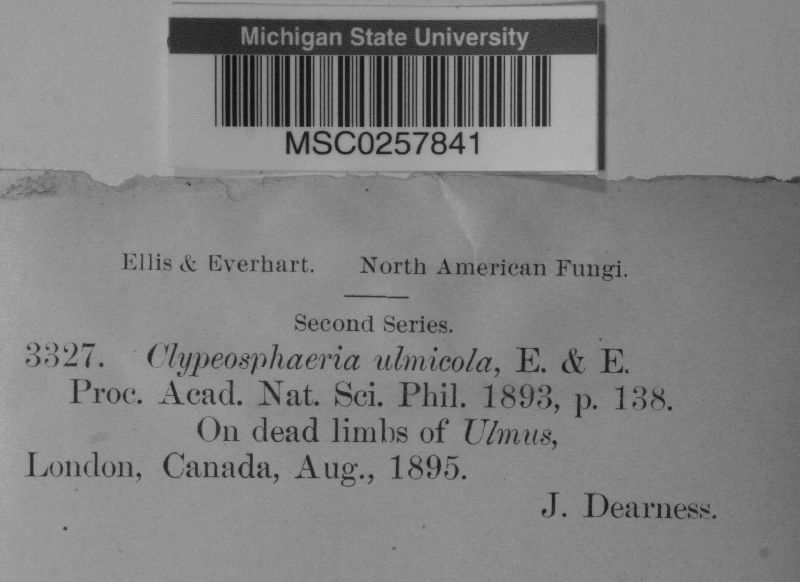 Michigan State University
MSC0257841
Ellis & Everhart. North American Fungi.
Second Series.
3327. Clypeosphaeria ulmicola, E. & E.
Proc. Acad. Nat. Sci. Phil. 1893, p. 138.
On dead limbs of Ulmus,
London, Canada, Aug., 1895.
J. Dearness.